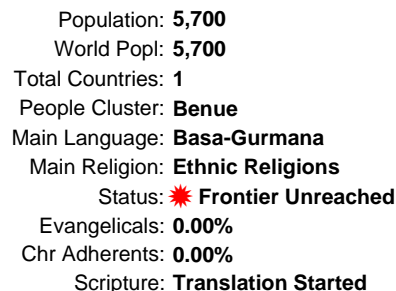 Population: 5,700
World Popl: 5,700
Total Countries: 1
People Cluster: Benue
Main Language: Basa-Gurmana
Main Religion: Ethnic Religions
Status: Frontier Unreached
Evangelicals: 0.00%
Chr Adherents: 0.00%
Scripture: Translation Started